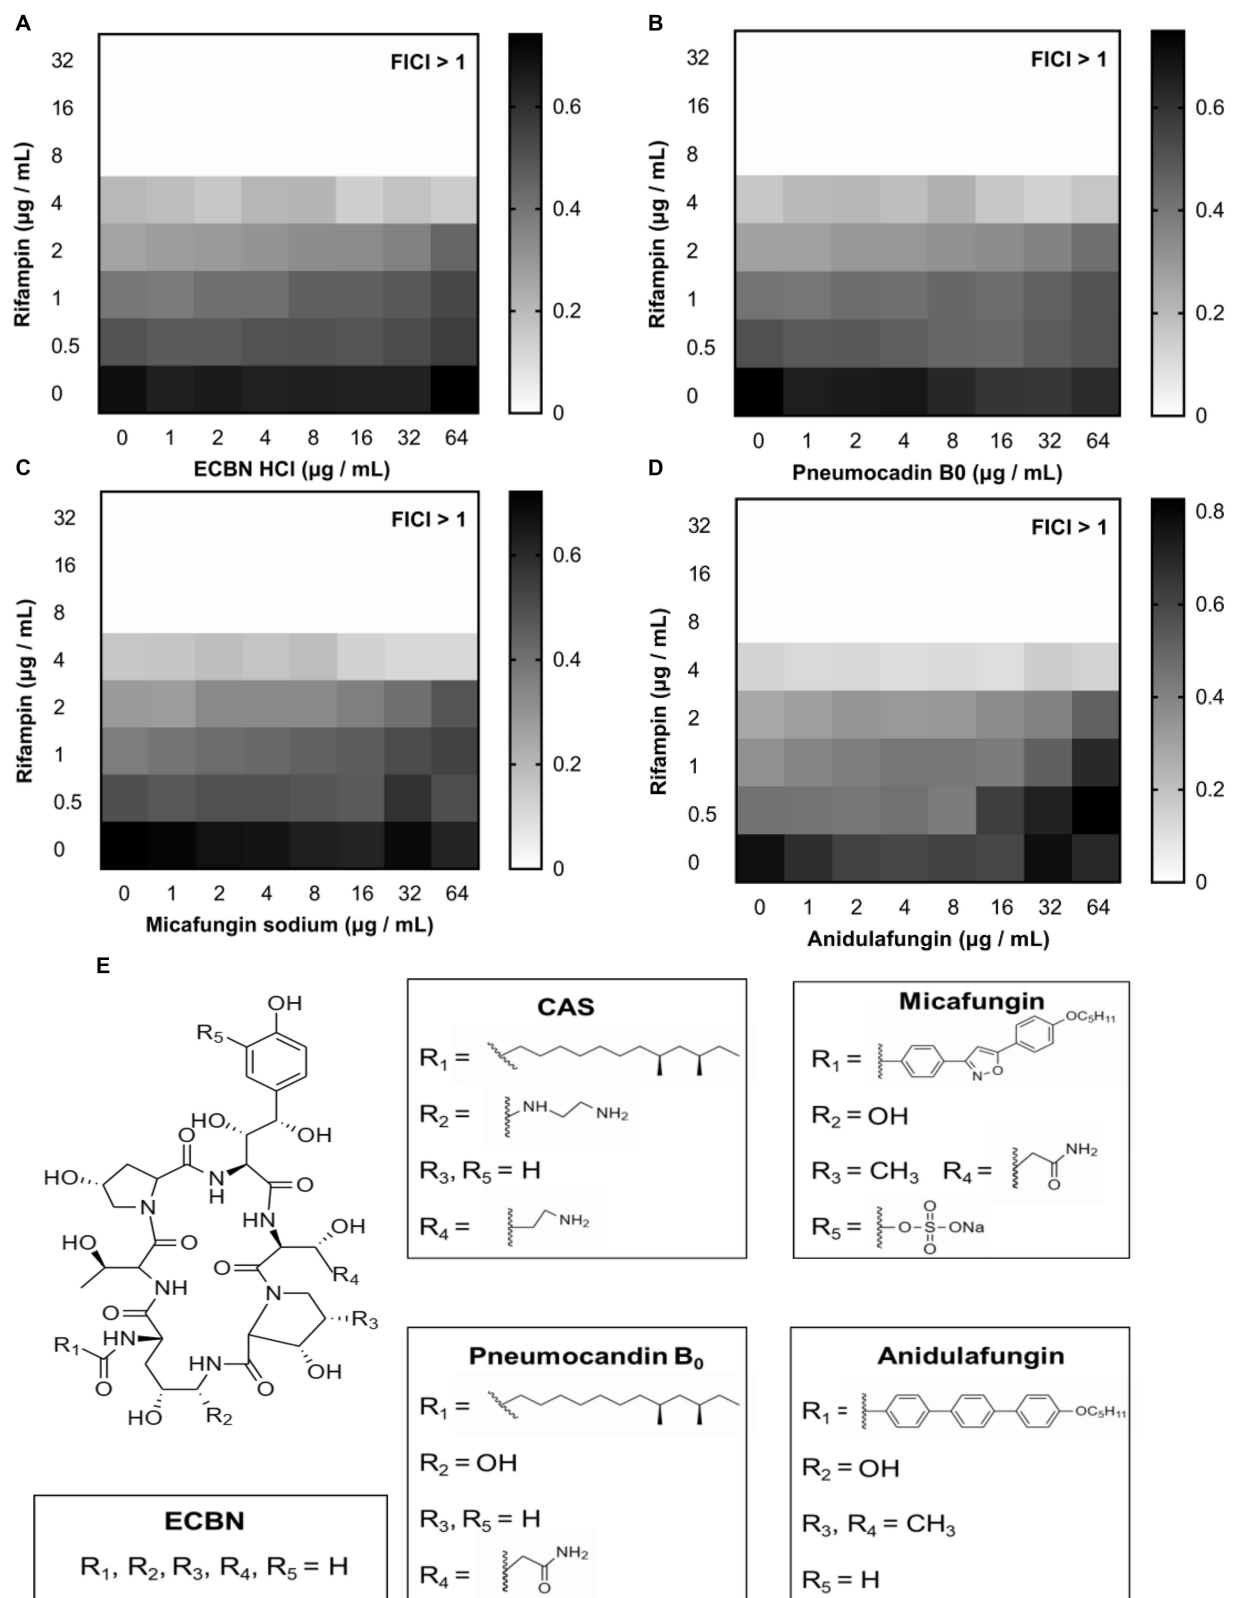 A
FICI > 1
32
16
8
4
2
1
0.5
0
Rifampin (µg / mL)
0 1 2 4 8 16 32 64
ECBN HCl (µg / mL)
0.6
0.4
0.2
0
B
FICI > 1
32
16
8
4
2
1
0.5
0
Rifampin (µg / mL)
0 1 2 4 8 16 32 64
Pneumocadin B0 (µg / mL)
0.6
0.4
0.2
0
C
FICI > 1
32
16
8
4
2
1
0.5
0
Rifampin (µg / mL)
0 1 2 4 8 16 32 64
Micafungin sodium (µg / mL)
0.6
0.4
0.2
0
D
FICI > 1
32
16
8
4
2
1
0.5
0
Rifampin (µg / mL)
0 1 2 4 8 16 32 64
Anidulafungin (µg / mL)
0.8
0.6
0.4
0.2
0
E
OH
R5
HO
OH
O
HO
N
H
O
N
HN
OH
HO
O
O
R4
NH
O
N
R3
HN
R1
HN
O
OH
O
HO
R2
ECBN
R1, R2, R3, R4, R5 = H
CAS
R1 =
R2 = NH NH2
R3, R5 = H
R4 = NH2
Micafungin
R1 = N O OC5H11
R2 = OH
R3 = CH3 R4 = NH2 O
R5 = O S O O ONa
Pneumocandin B0
R1 =
R2 = OH
R3, R5 = H
R4 = NH2 O
Anidulafungin
R1 = OC5H11
R2 = OH
R3, R4 = CH3
R5 = H